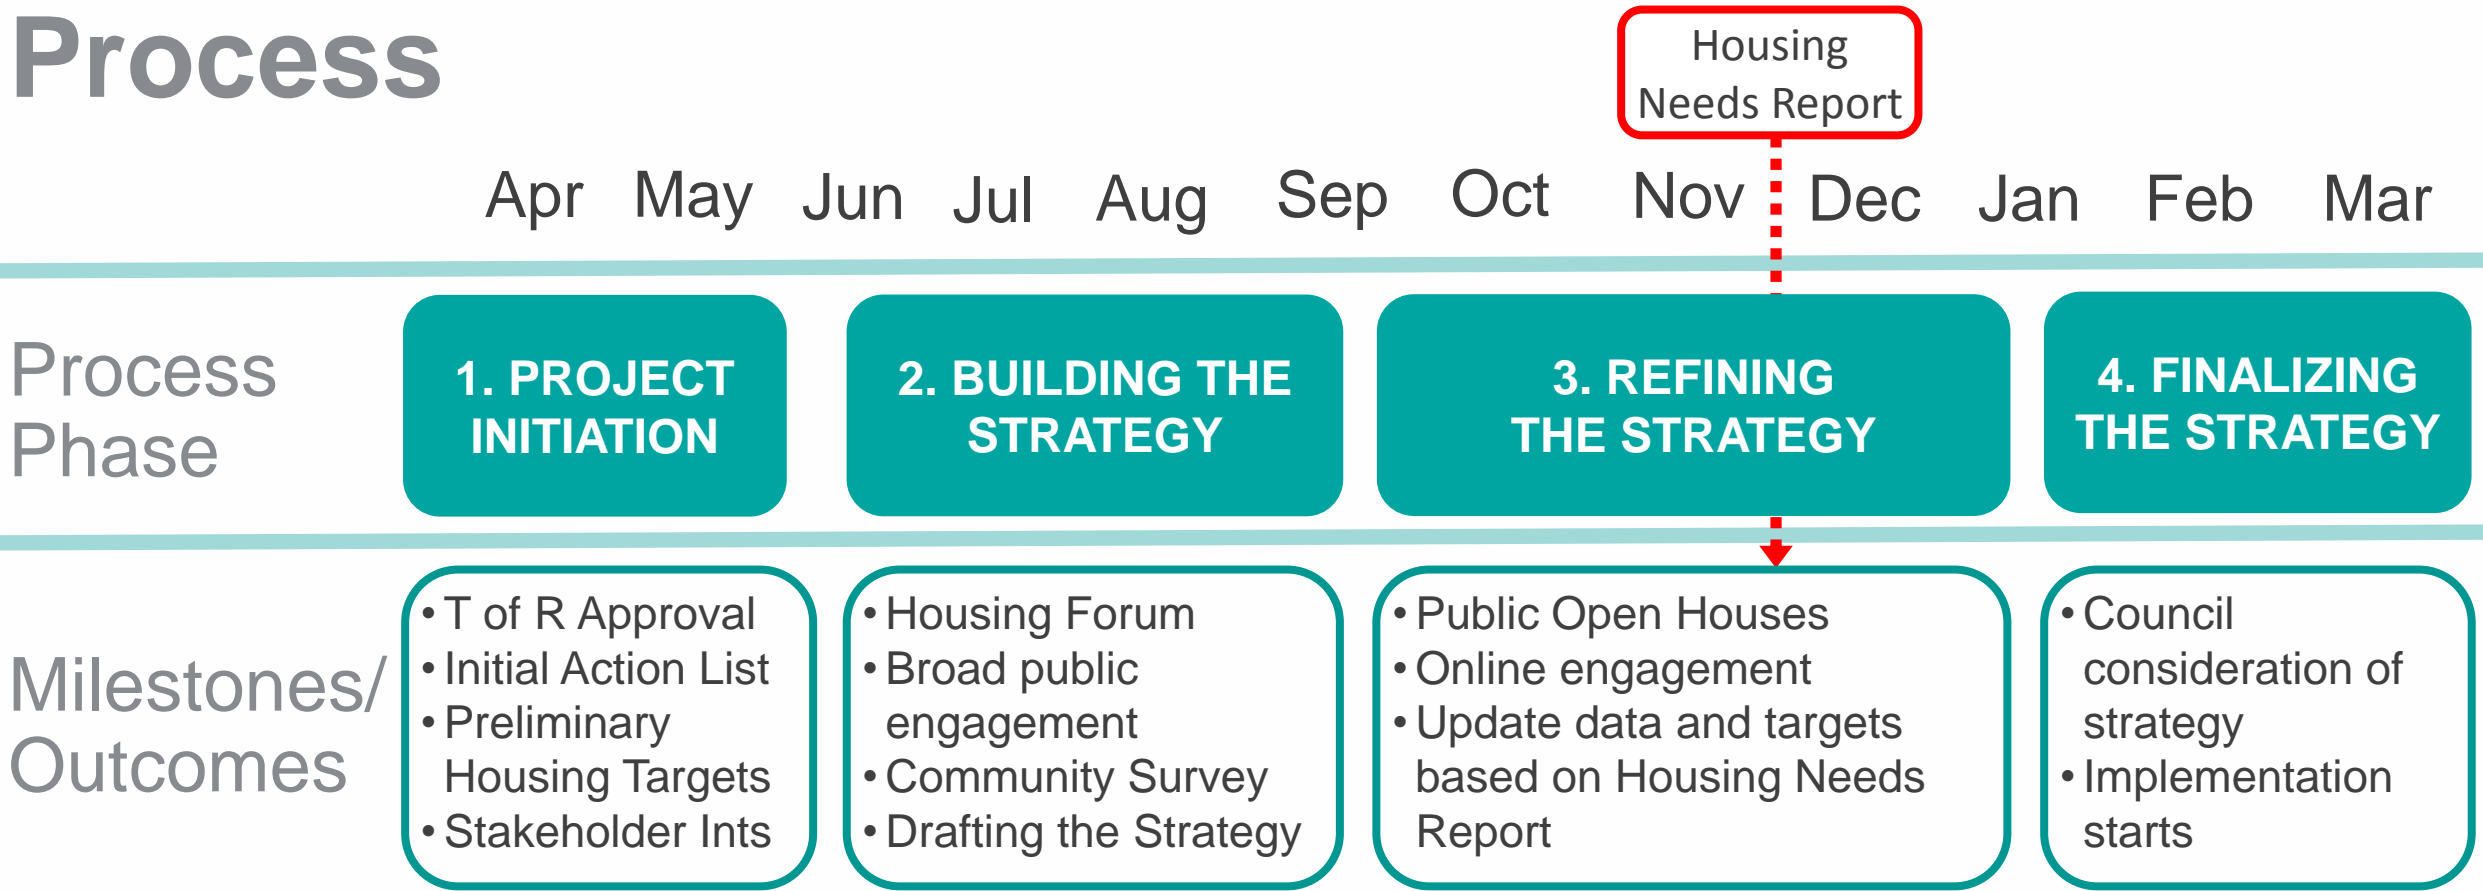 Process
Housing
Needs Report
Apr May Jun Jul Aug Sep Oct Nov Dec Jan Feb Mar
Process
Phase
1. PROJECT
INITIATION
2. BUILDING THE
STRATEGY
3. REFINING
THE STRATEGY
4. FINALIZING
THE STRATEGY
Milestones/
Outcomes
• T of R Approval
• Initial Action List
• Preliminary
Housing Targets
• Stakeholder Ints
• Housing Forum
• Broad public
engagement
• Community Survey
• Drafting the Strategy
• Public Open Houses
• Online engagement
• Update data and targets
based on Housing Needs
Report
• Council
consideration of
strategy
• Implementation
starts